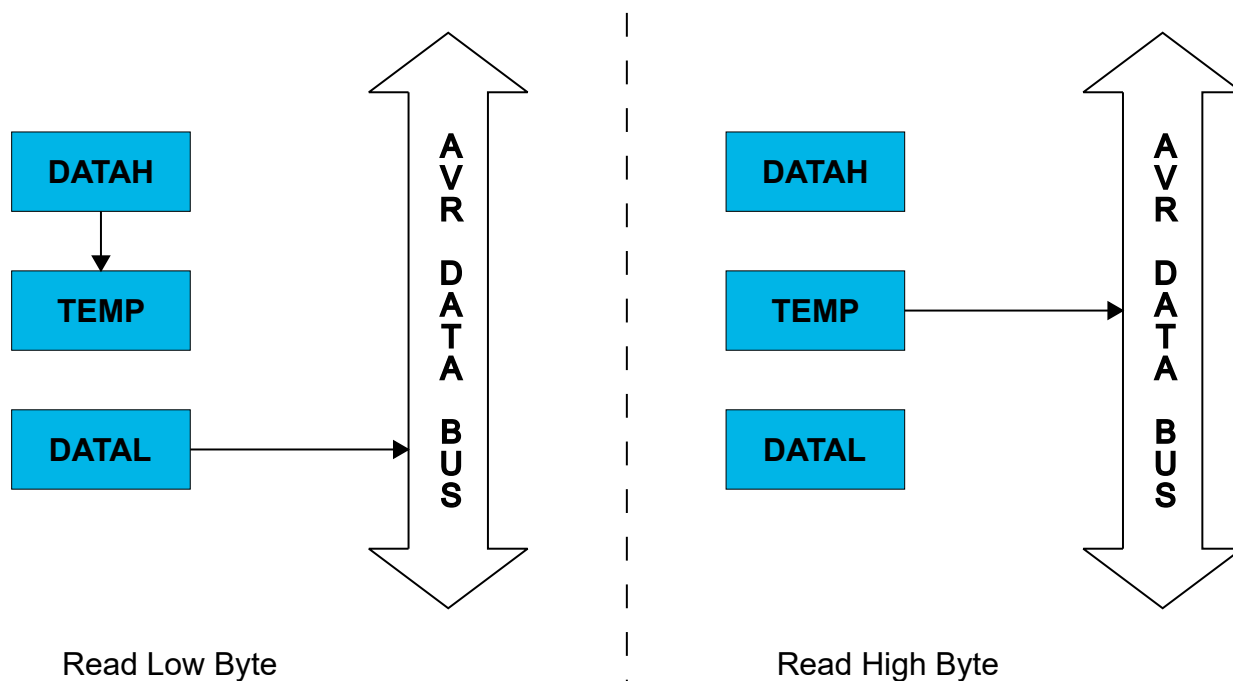 DATAH
TEMP
DATAL
AVR DATA BUS
Read Low Byte
DATAH
TEMP
DATAL
AVR DATA BUS
Read High Byte